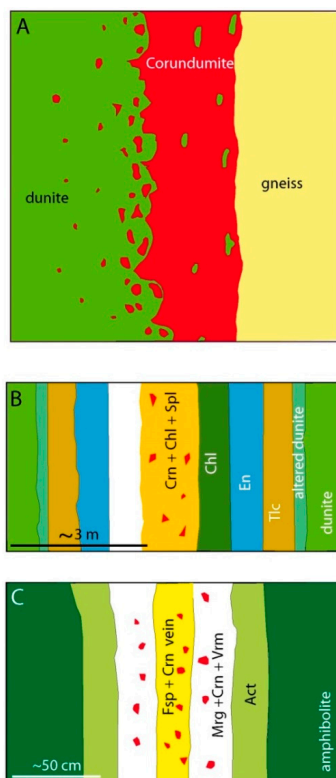 A
Corundumite
dunite
gneiss
B
Crn + Chl + Spl
Chl
En
Tlc
altered dunite
dunite
~3 m
C
Fsp + Crn vein
Mrg +Crn + Vrm
Act
amphibolite
~50 cm